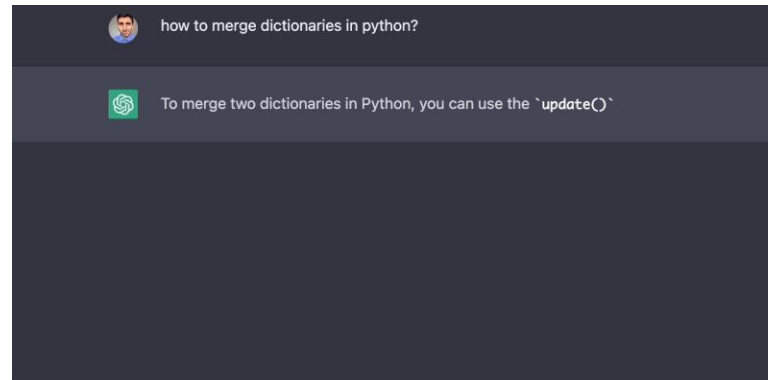 how to merge dictionaries in python?
To merge two dictionaries in Python, you can use the `update()`